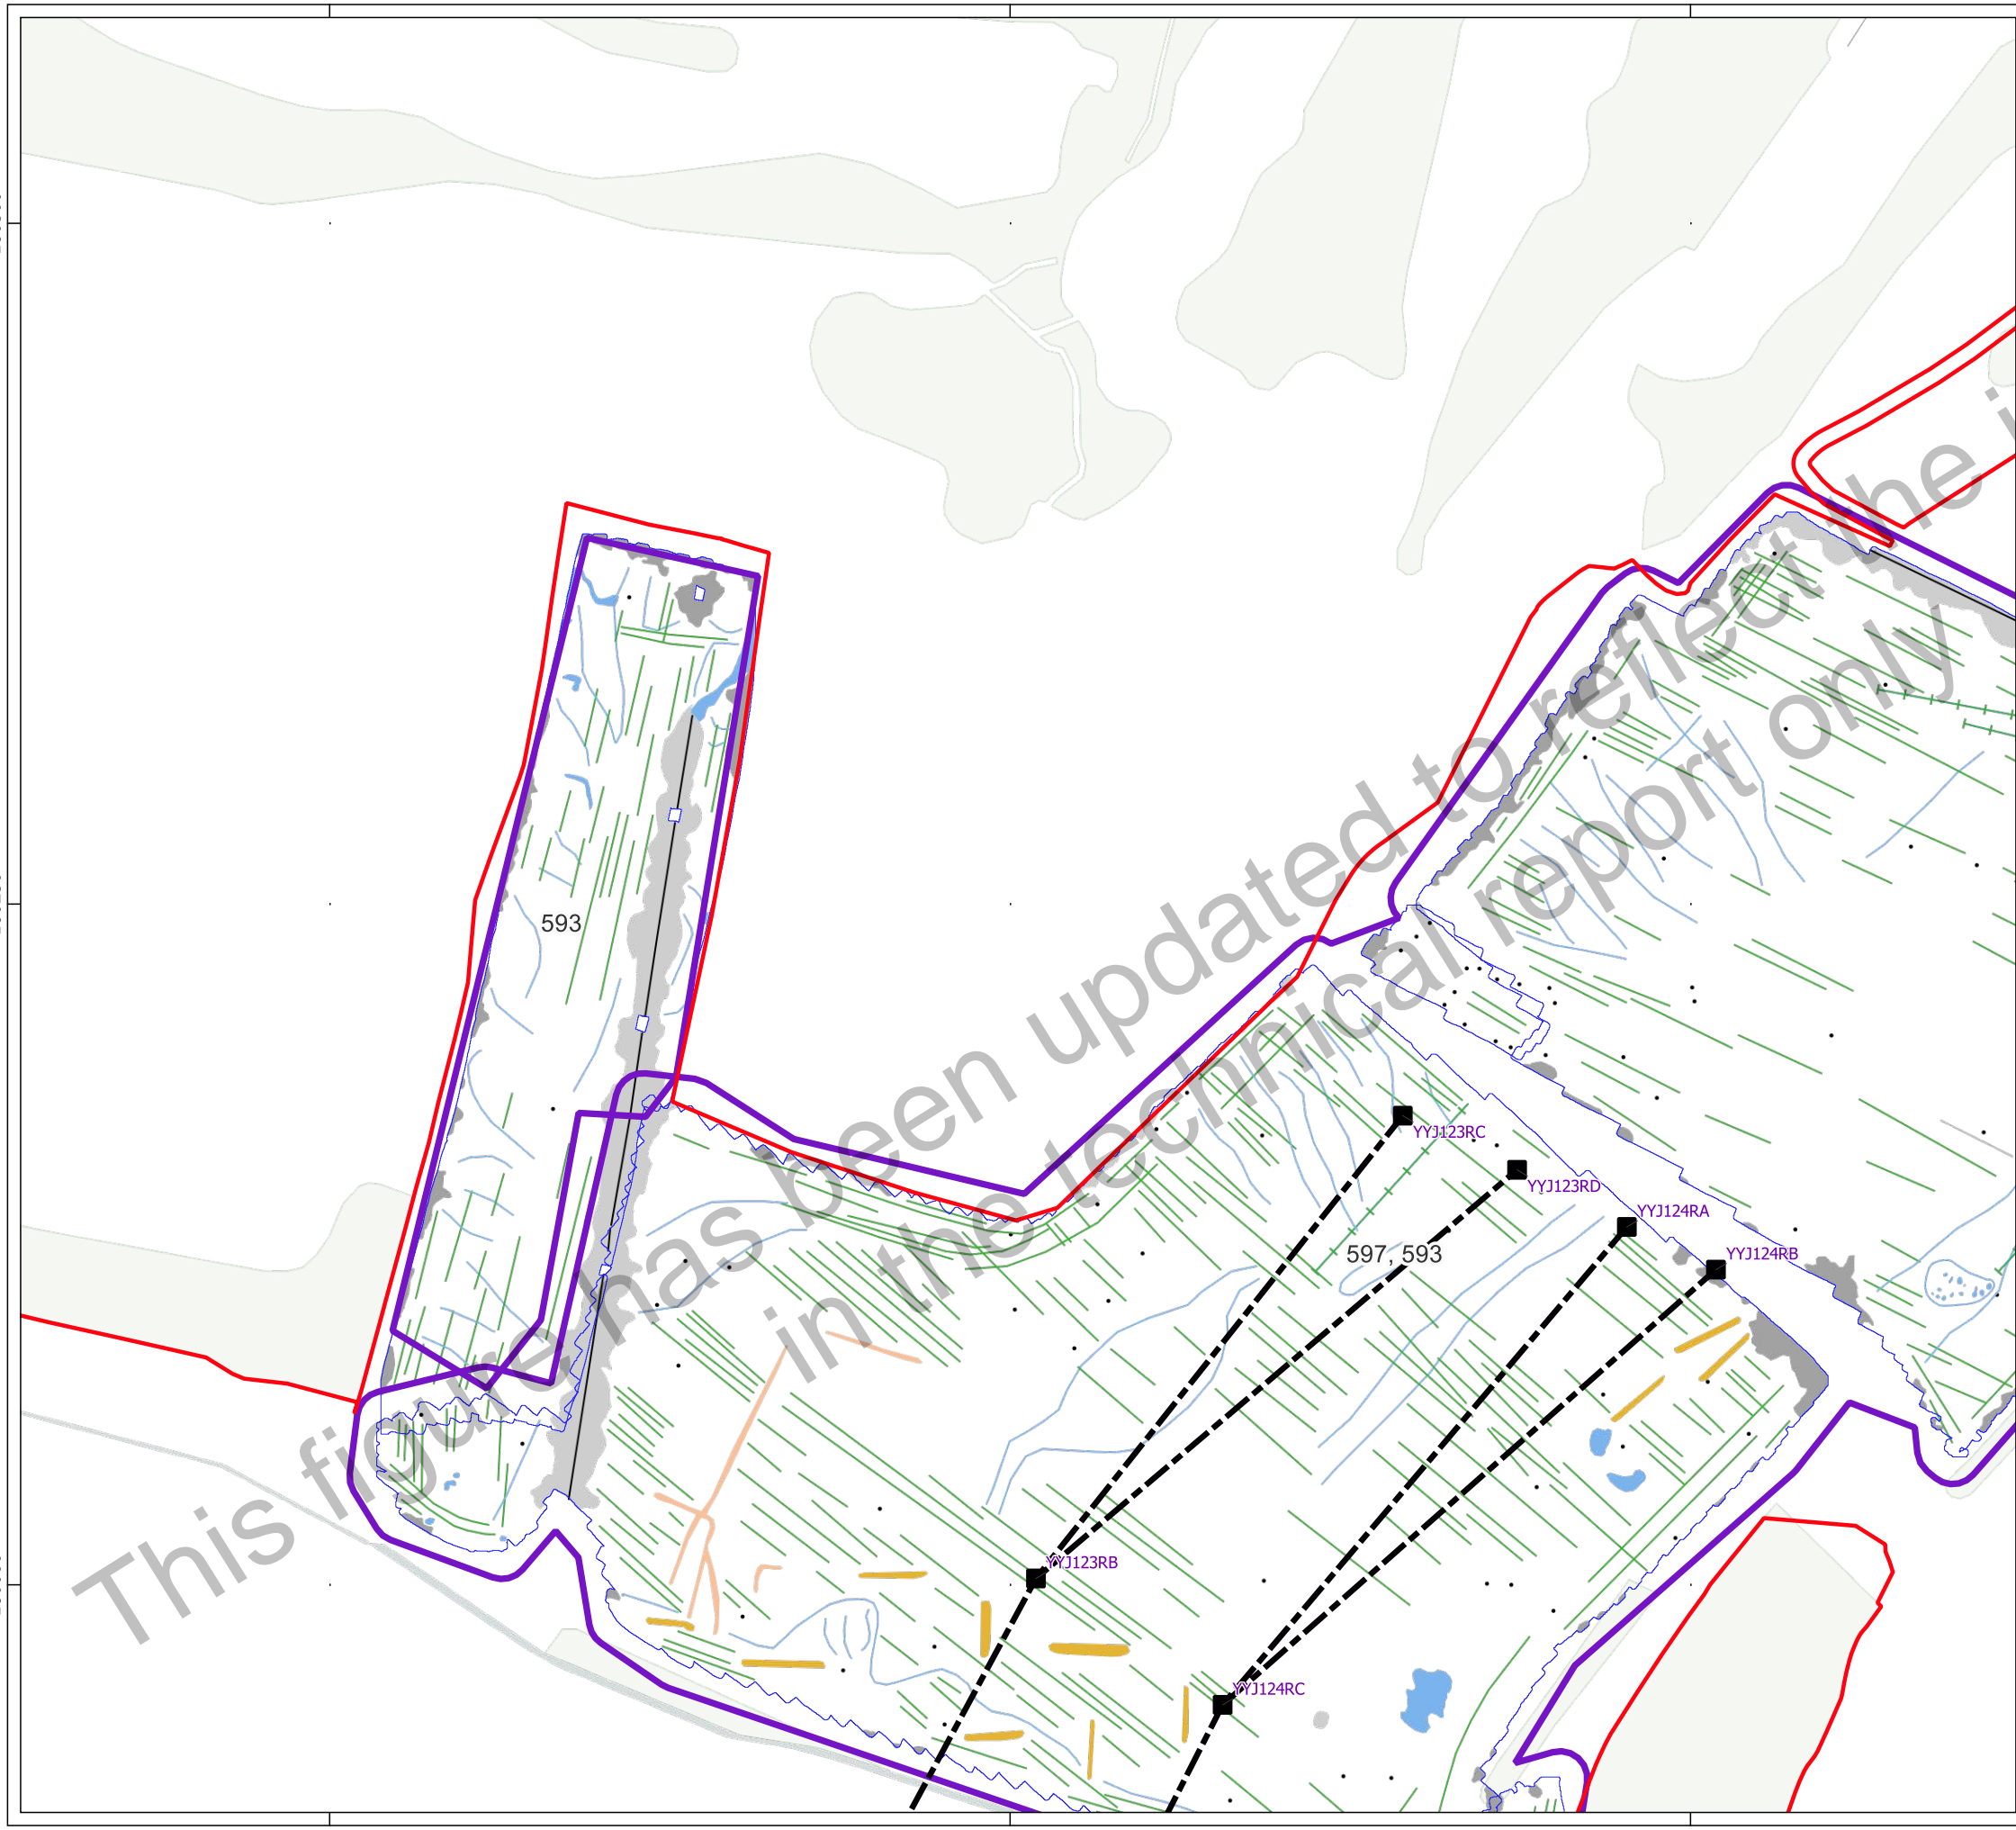 This figure has been updated to reflect the i
in the technical report only
593
YYJ123RC
YYJ123RD
YYJ124RA
597, 593
YYJ124RB
YYJ123RB
YYJ124RC